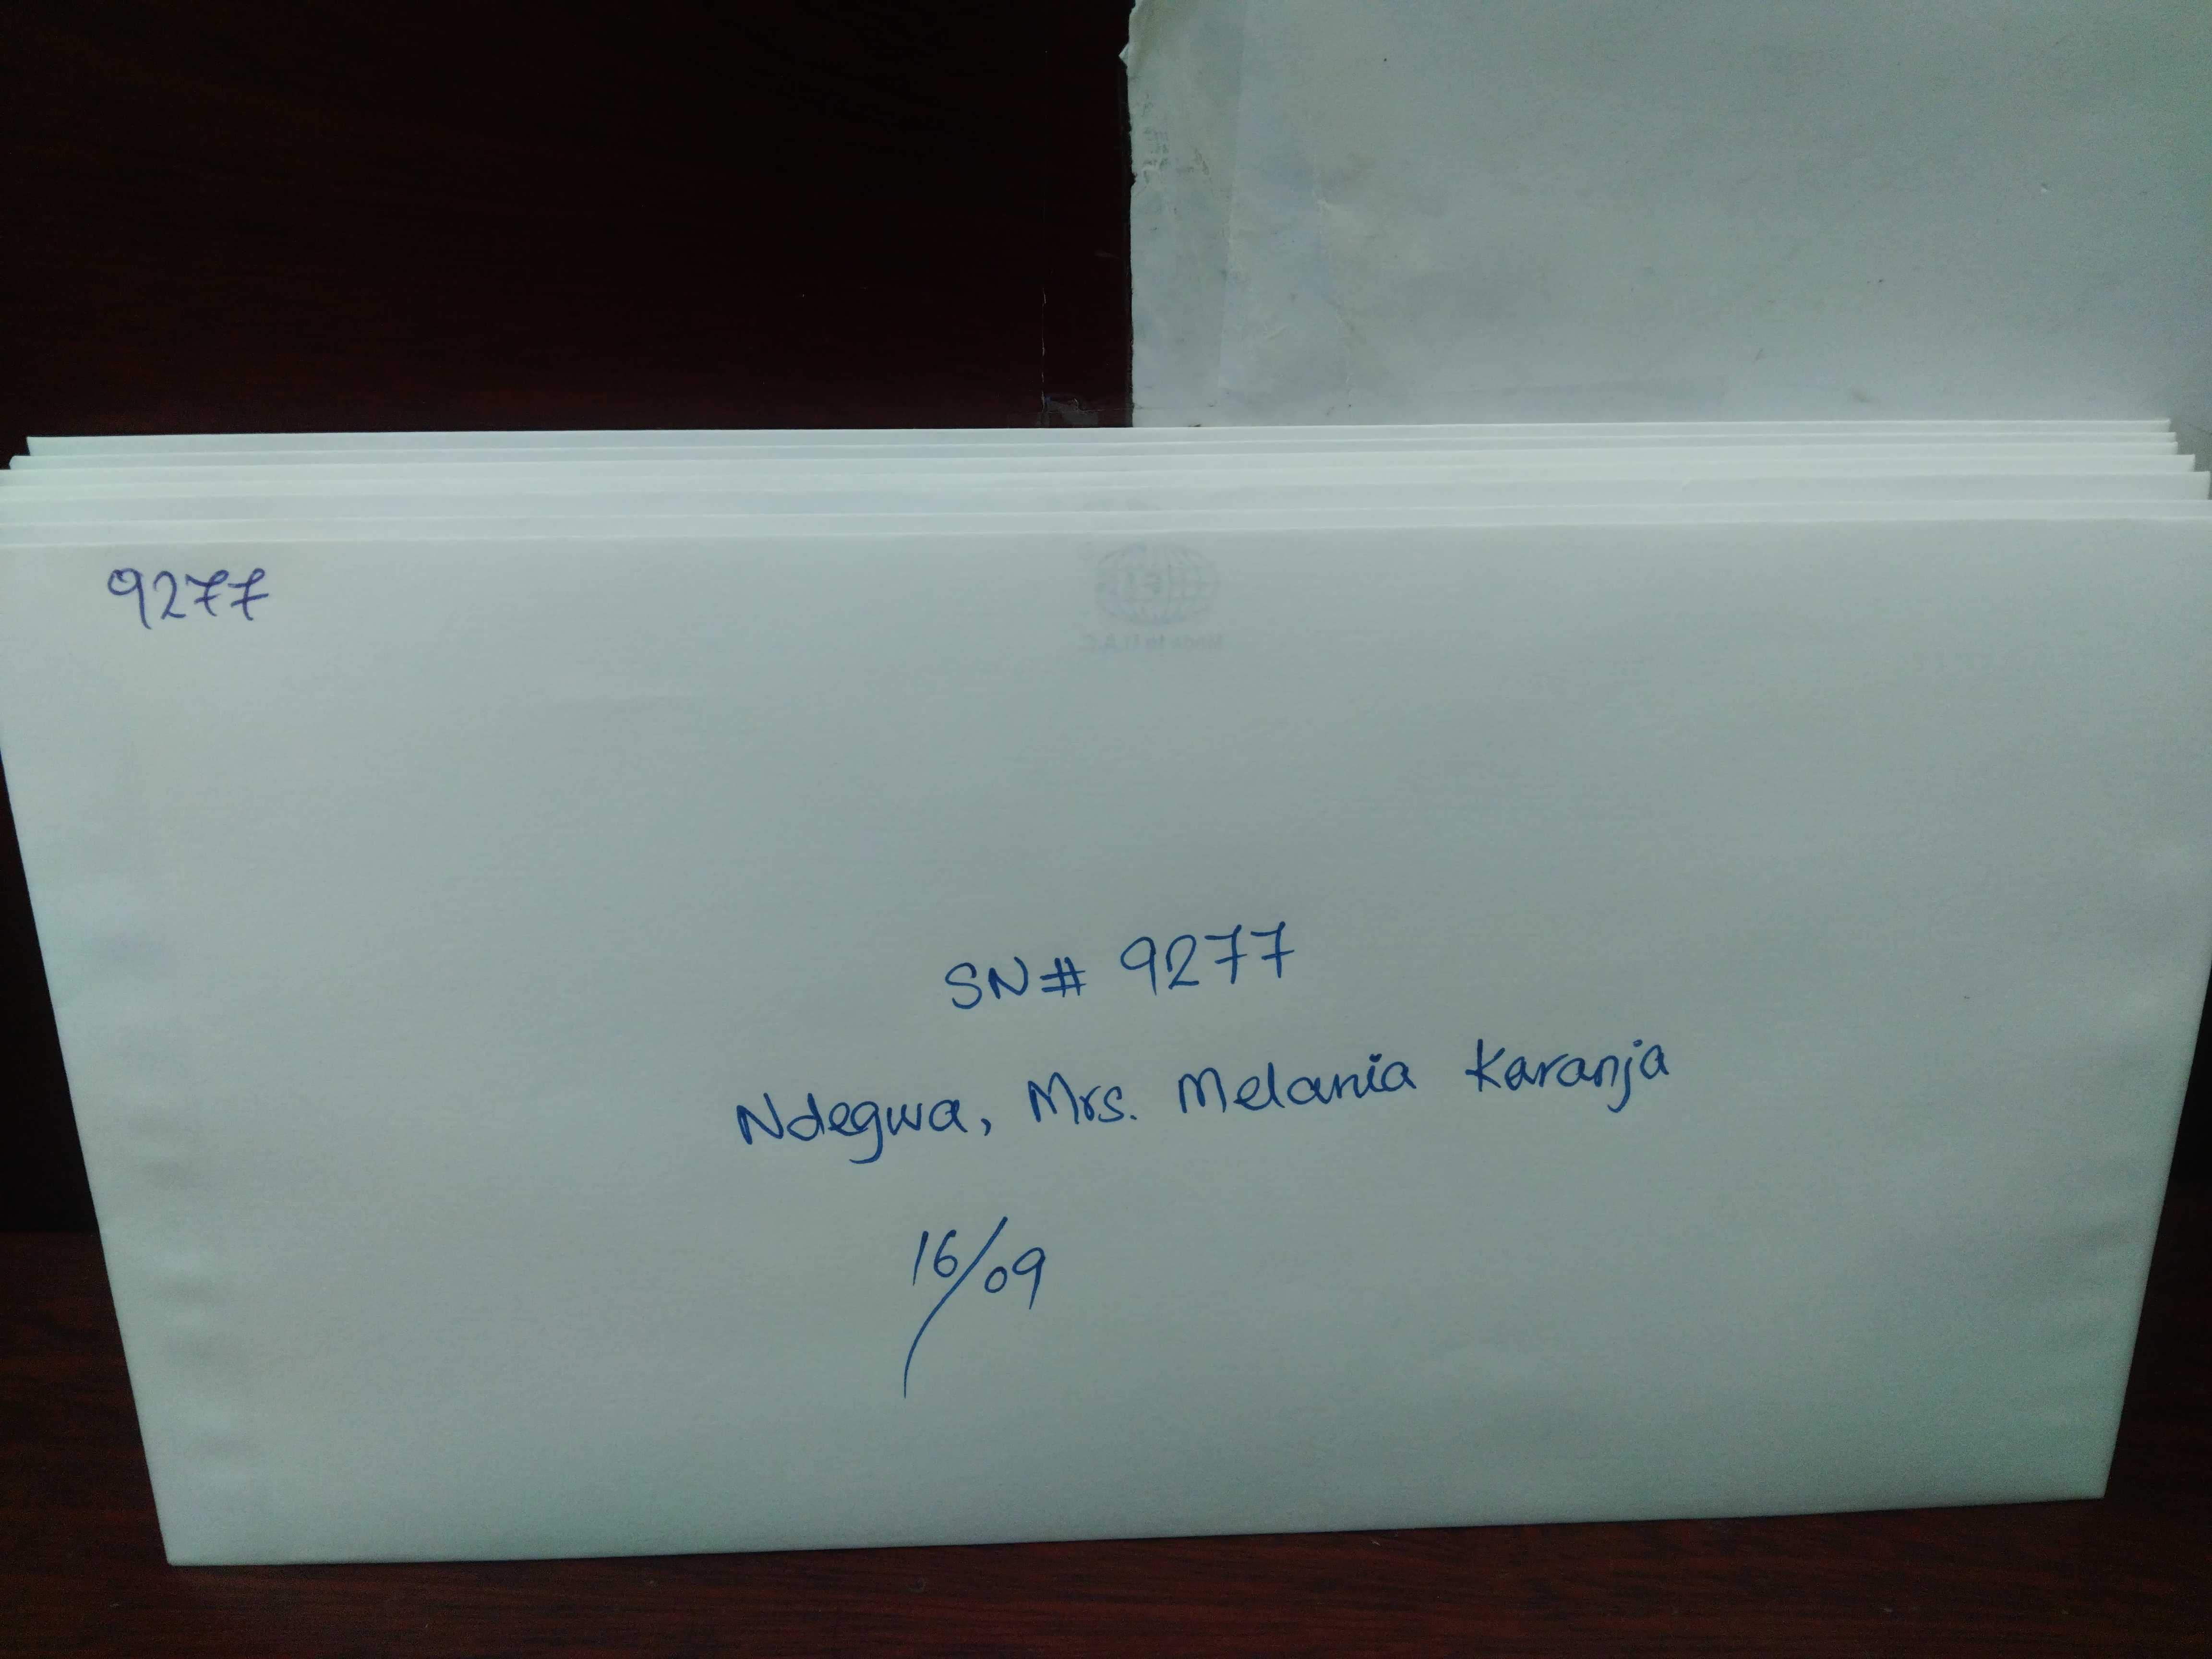 9277
SN# 9277
Ndegwa, Mrs. Melania Karanja
16/09